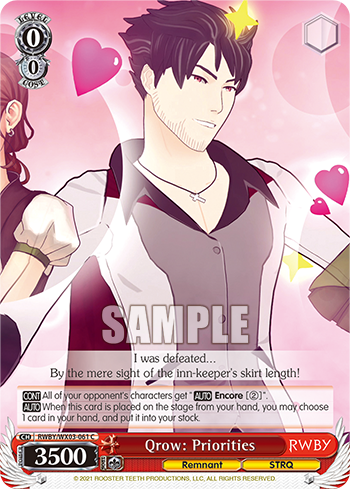 LEVEL
0
0
COST
SAMPLE
I was defeated...
By the mere sight of the inn-keeper's skirt length!
CONT All of your opponent's characters get "AUTO Encore [②]".
AUTO When this card is placed on the stage from your hand, you may choose
1 card in your hand, and put it into your stock.
CH RWBY/WX03-061 C
Qrow: Priorities
RWBY
POWER
3500
Remnant
STRQ
© 2021 ROOSTER TEETH PRODUCTIONS, LLC, ALL RIGHTS RESERVED.